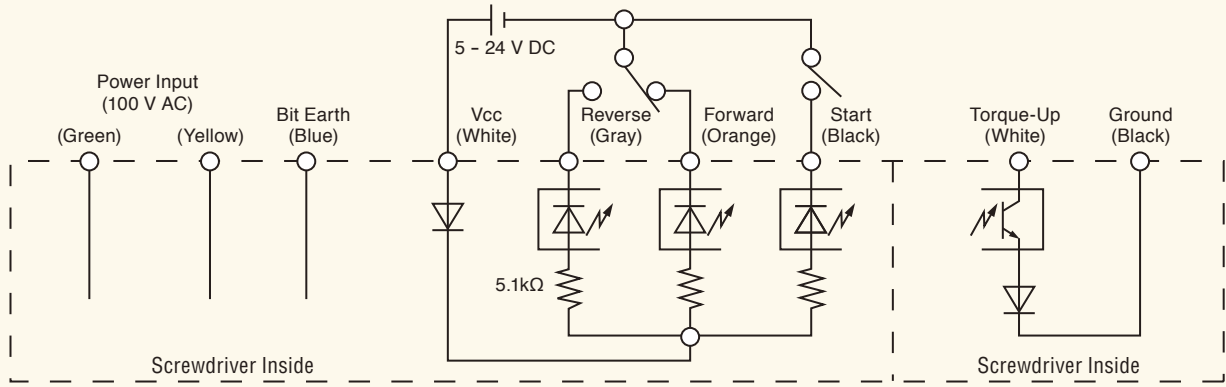 5 – 24 V DC
Power Input
(100 V AC)
(Green)
(Yellow)
Bit Earth
(Blue)
Vcc
(White)
Reverse
(Gray)
Forward
(Orange)
Start
(Black)
Torque-Up
(White)
Ground
(Black)
5.1kΩ
Screwdriver Inside
Screwdriver Inside